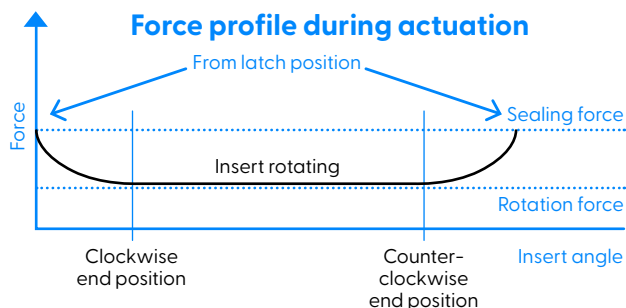 Force profile during actuation
From latch position
Force
Sealing force
Insert rotating
Rotation force
Clockwise
end position
Counter-
clockwise
end position
Insert angle